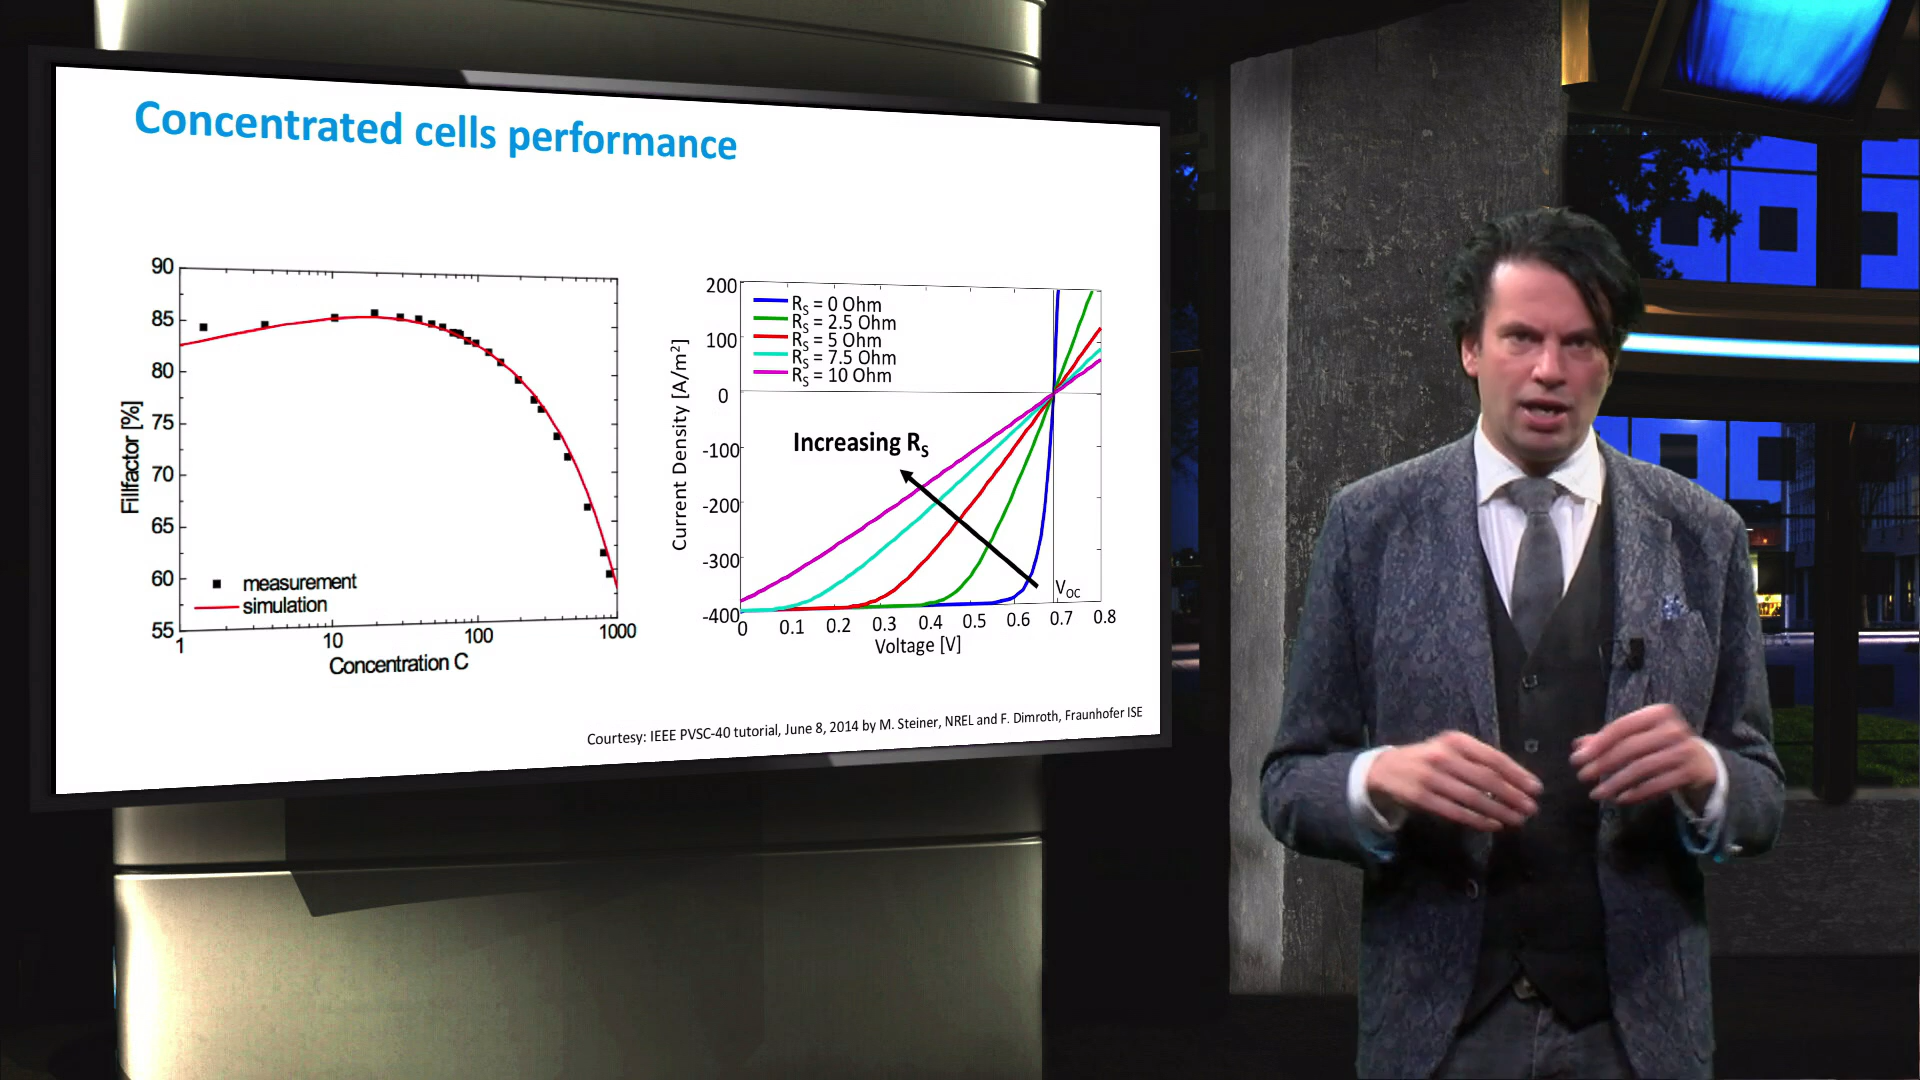 Concentrated cells performance
90
85
80
75
70
65
60
55
Fillfactor [%]
measurement
simulation
1
10
100
1000
Concentration C
200
100
0
-100
-200
-300
-400
Current Density [A/m²]
Rs = 0 Ohm
Rs = 2.5 Ohm
Rs = 5 Ohm
Rs = 7.5 Ohm
Rs = 10 Ohm
Increasing Rs
Voc
0
0.1
0.2
0.3
0.4
0.5
0.6
0.7
0.8
Voltage [V]
Courtesy: IEEE PVSC-40 tutorial, June 8, 2014 by M. Steiner, NREL and F. Dimroth, Fraunhofer ISE